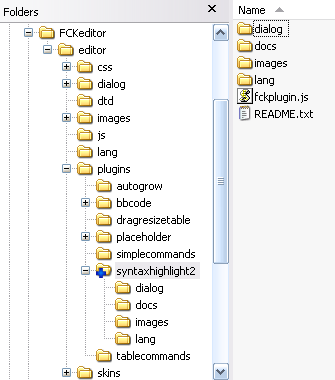 Folders
FCKeditor
editor
css
dialog
dtd
images
js
lang
plugins
autogrow
bbcode
dragresizetable
placeholder
simplecommands
syntaxhighlight2
dialog
docs
images
lang
tablecommands
skins
Name
dialog
docs
images
lang
fckplugin.js
README.txt